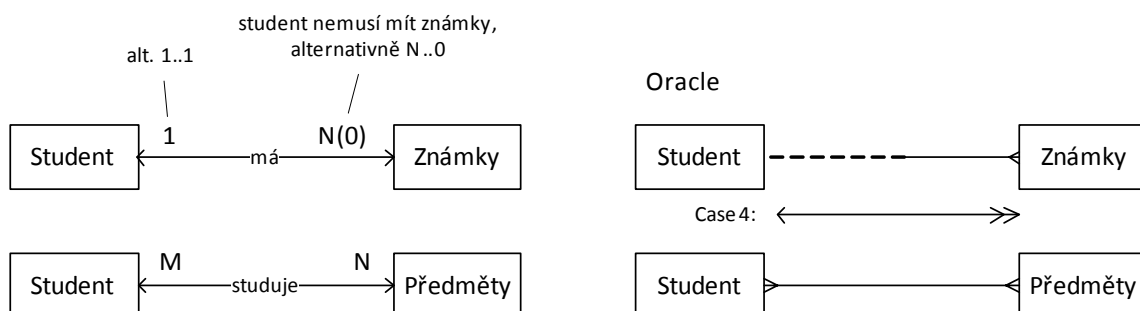 student nemusí mít známky,
alternativně N..0
alt. 1..1
Student
1
má
N(0)
Známky
Student
M
studuje
N
Předměty
Oracle
Student
Známky
Case 4:
Student
Předměty